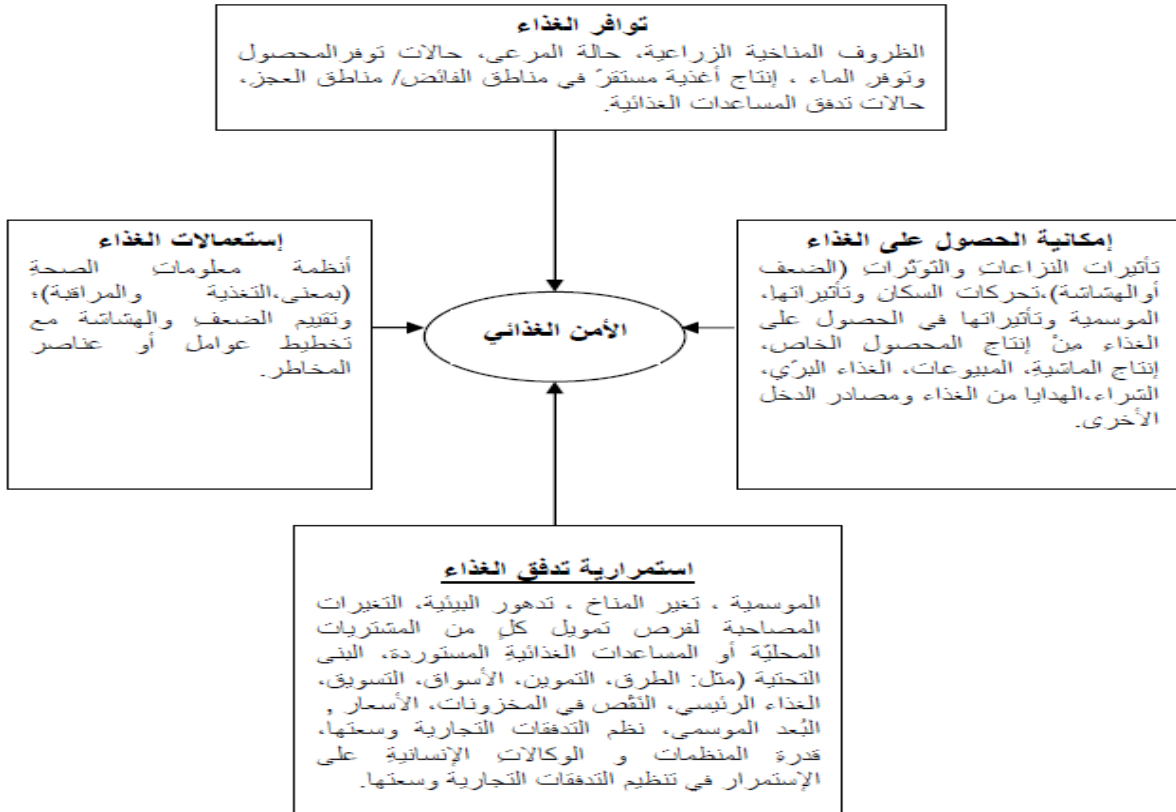 توافر الغذاء
الظروف المناخية الزراعية، حالة المرعى، حالات توفرالمحصول
وتوفر الماء ، إنتاج أغذية مستقرّ في مناطق الفائض/ مناطق العجز،
حالات تدفق المساعدات الغذائية.
إمكانية الحصول على الغذاء
تأثيرات النزاعاتِ والتَوَتّراتِ (الضعف
أوالهشاشة)،تحركات السكان وتأثيراتها،
الموسمية وتأثيراتها في الحصول على
الغذاء مِنْ إنتاج المحصول الخاص،
إنتاج الماشيةِ، المبيوعات، الغذاء البرّي،
الشراء،الهدايا من الغذاء ومصادر الدخل
الأخرى.
الأمن الغذائي
إستعمالات الغذاء
أنظمة معلوماتِ الصحةِ
(بمعنى،التغذية والمراقبة)؛
وتقييم الضعفِ والهشاشة مع
تخطيط عوامل أو عناصر
المخاطر.
استمرارية تدفق الغذاء
الموسمية ، تغير المناخ ، تدهور البيئية، التغيرات
المصاحبة لفرص تمويل كلٍ من المشتريات
المحليّة أو المساعدات الغذائيةِ المستوردة، البنى
التحتية (مثل: الطرق، التموين، الأسواق، التسويق،
الغذاء الرئيسي، النَقْص في المخزونات، الأسعار ,
البُعد الموسمى، نظم التدفقات التجارية وسعتها،
قدرةِ المنظمات و الوكالات الإنسانيةِ على
الإستمرار في تنظيم التدفقات التجارية وسعتها.